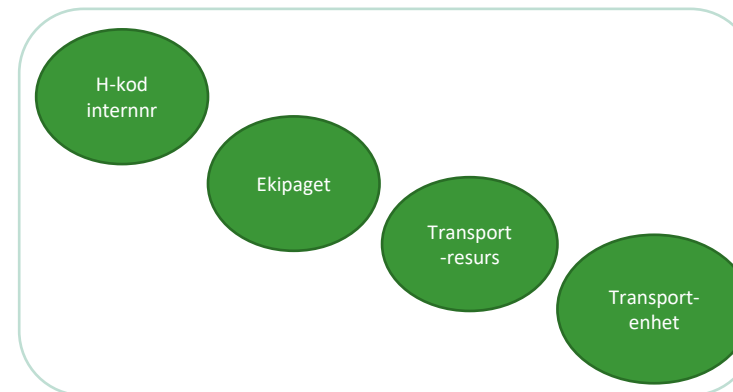 H-kod
internnr
Ekipaget
Transport
-resurs
Transport-
enhet